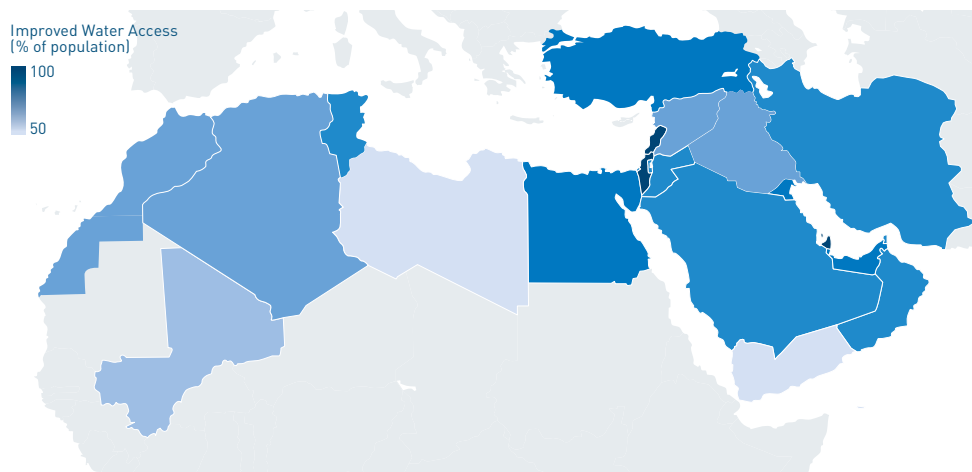 Improved Water Access
(% of population)
100
50